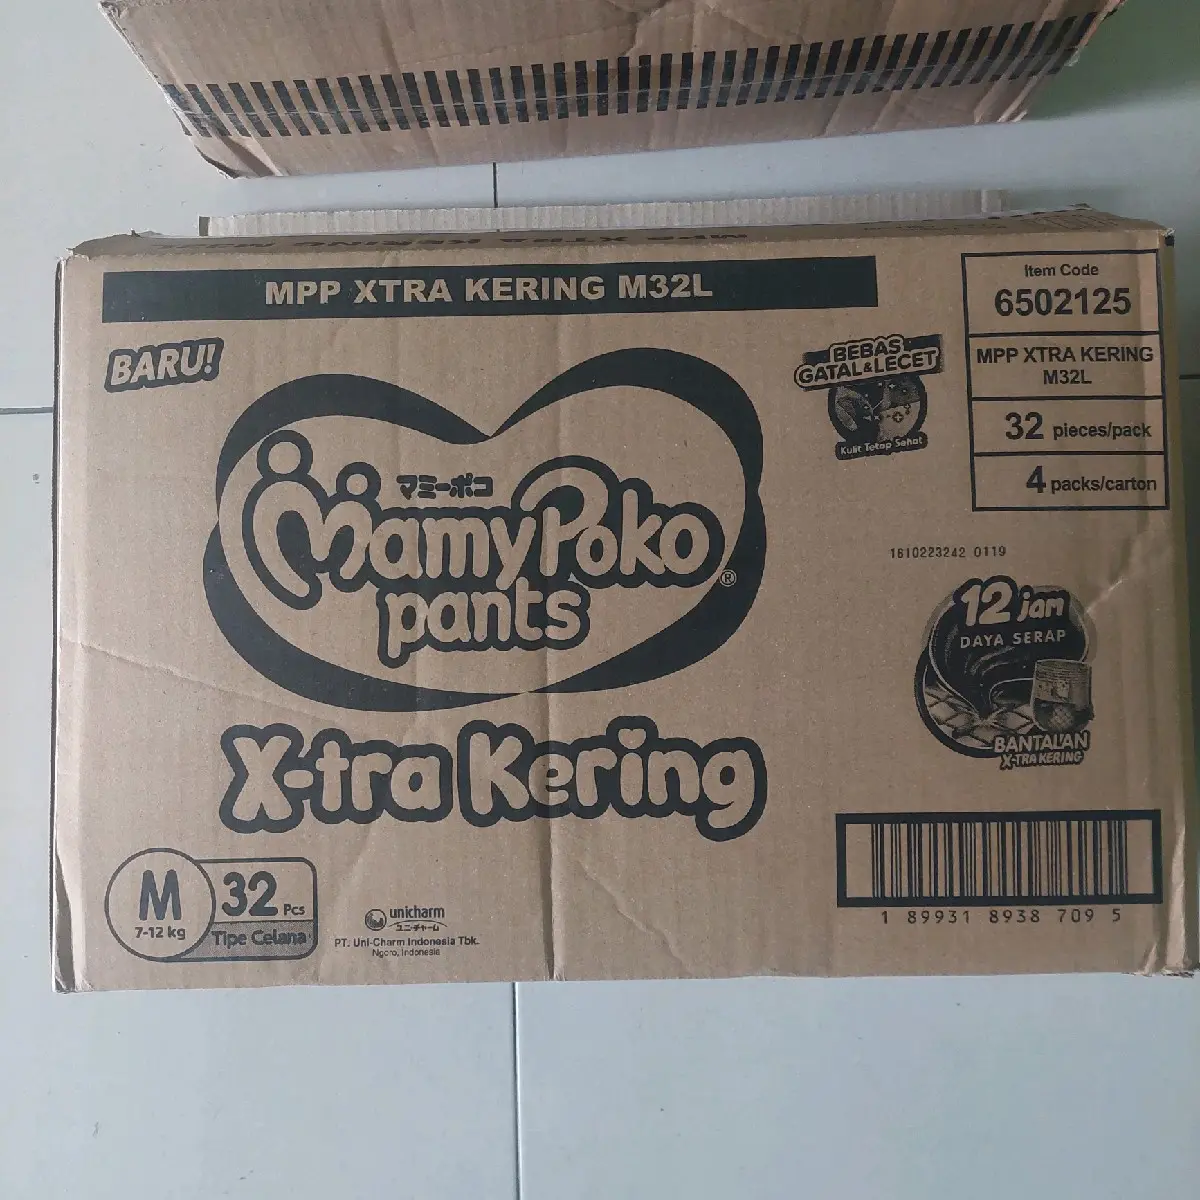 MPP XTRA KERING M32L
Item Code
6502125
MPP XTRA KERING
M32L
32 pieces/pack
4 packs/carton
BARU!
BEBAS
GATAL & LECET
Kulit Tetap Sehat
マミーポコ
MamyPoko®
pants
X-tra Kering
1610223242 0119
12 jam
DAYA SERAP
BANTALAN
X-TRA KERING
1 89931 8938 709 5
M
7-12 kg
32 Pcs
Tipe Celana
unicharm
ユニ・チャーム
PT. Uni-Charm Indonesia Tbk.
Ngoro, Indonesia